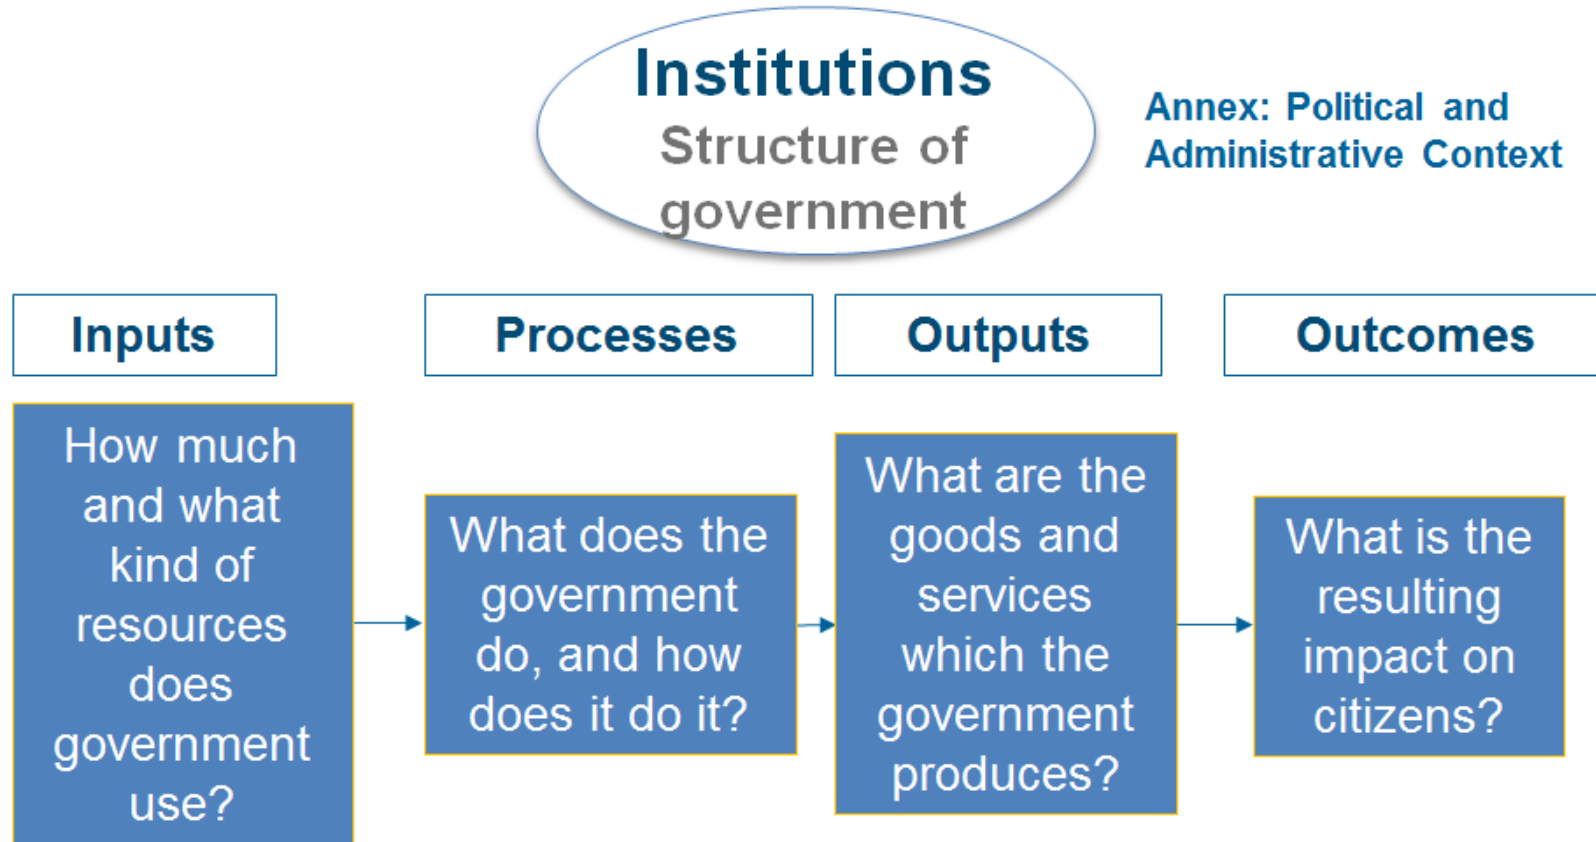 Institutions
Structure of
government
Annex: Political and
Administrative Context
Inputs
Processes
Outputs
Outcomes
How much
and what
kind of
resources
does
government
use?
What does the
government
do, and how
does it do it?
What are the
goods and
services
which the
government
produces?
What is the
resulting
impact on
citizens?